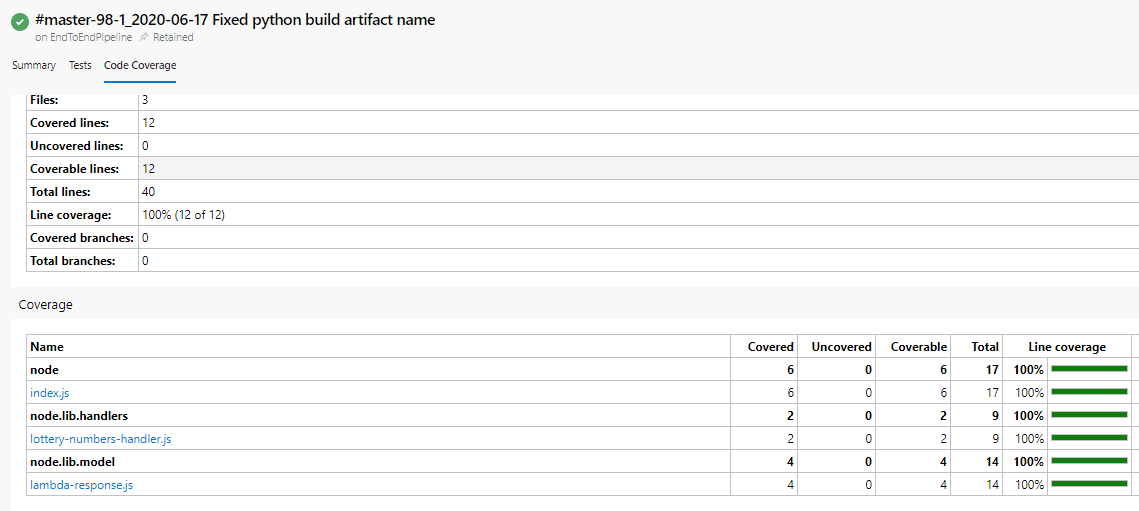 #master-98-1_2020-06-17 Fixed python build artifact name
on EndToEndPipeline Retained
Summary Tests Code Coverage
Files: 3
Covered lines: 12
Uncovered lines: 0
Coverable lines: 12
Total lines: 40
Line coverage: 100% (12 of 12)
Covered branches: 0
Total branches: 0
Coverage
Name Covered Uncovered Coverable Total Line coverage
node 6 0 6 17 100%
index.js 6 0 6 17 100%
node.lib.handlers 2 0 2 9 100%
lottery-numbers-handler.js 2 0 2 9 100%
node.lib.model 4 0 4 14 100%
lambda-response.js 4 0 4 14 100%